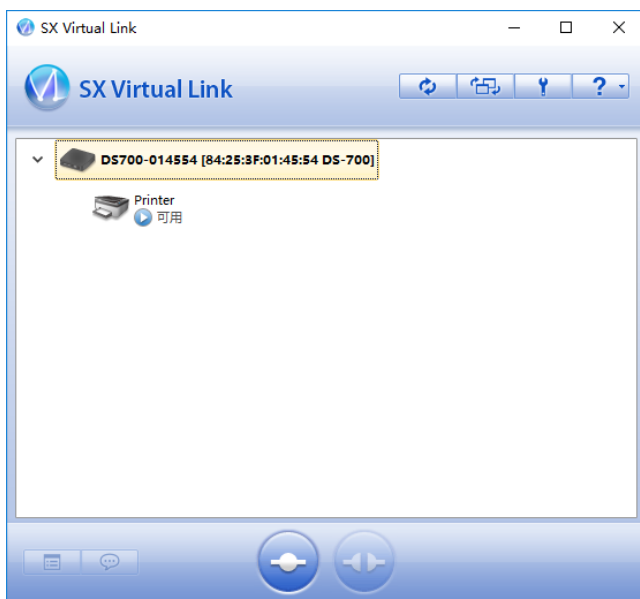 SX Virtual Link
SX Virtual Link
?
DS700-014554 [84:25:3F:01:45:54 DS-700]
Printer
可用